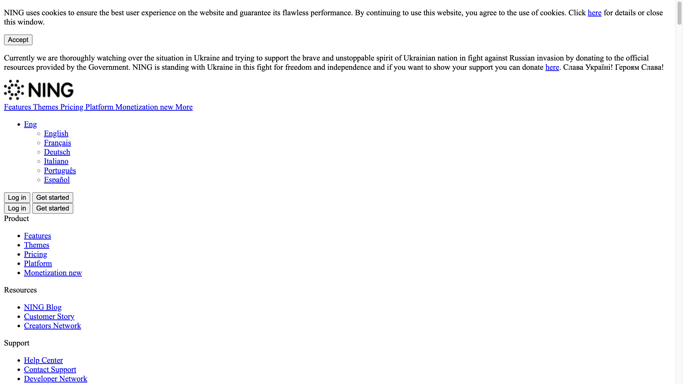 NING uses cookies to ensure the best user experience on the website and guarantee its flawless performance. By continuing to use this website, you agree to the use of cookies. Click here for details or close
this window.
Accept
Currently we are thoroughly watching over the situation in Ukraine and trying to support the brave and unstoppable spirit of Ukrainian nation in fight against Russian invasion by donating to the official
resources provided by the Government. NING is standing with Ukraine in this fight for freedom and independence and if you want to show your support you can donate here. Слава Україні! Героям Слава!
NING
Features Themes Pricing Platform Monetization new More
Eng
English
Français
Deutsch
Italiano
Português
Español
Log in Get started
Log in Get started
Product
Features
Themes
Pricing
Platform
Monetization new
Resources
NING Blog
Customer Story
Creators Network
Support
Help Center
Contact Support
Developer Network